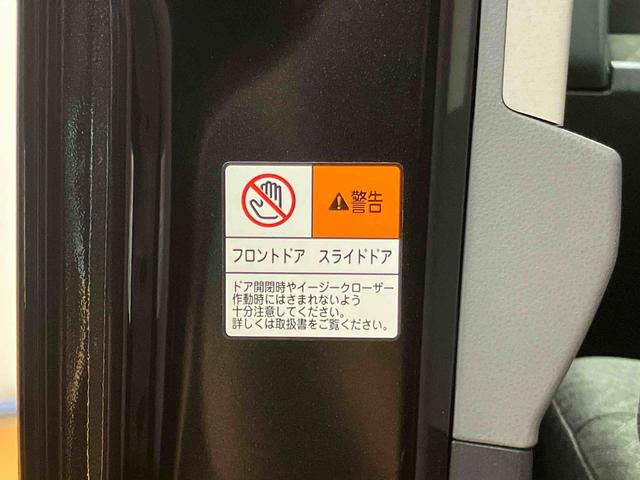 警告
フロントドア　スライドドア
ドア開閉時やイージークローザー
作動時にはさまれないよう
十分注意してください。
詳しくは取扱書をご覧ください。